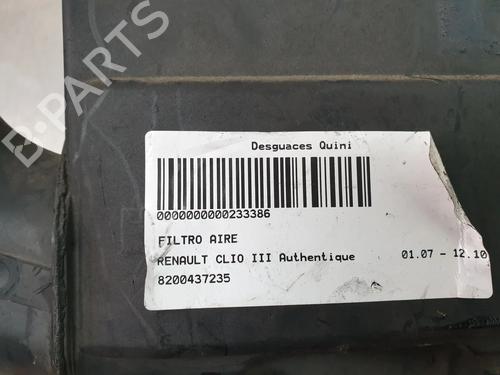 B-PARTS
Desguaces Quini
0000000000233386
FILTRO AIRE
RENAULT CLIO III Authentique 01.07 - 12.10
8200437235